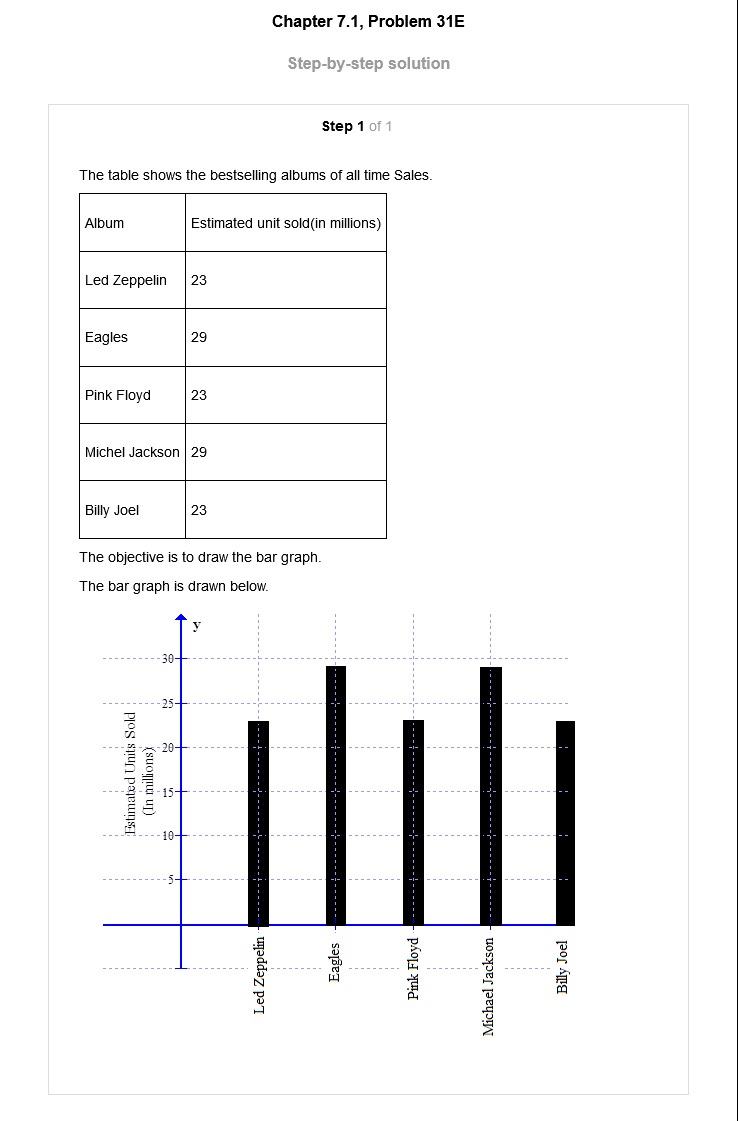 Chapter 7.1, Problem 31E
Step-by-step solution
Step 1 of 1
The table shows the bestselling albums of all time Sales.
Album Estimated unit sold(in millions)
Led Zeppelin 23
Eagles 29
Pink Floyd 23
Michel Jackson 29
Billy Joel 23
The objective is to draw the bar graph.
The bar graph is drawn below.
y
30
25
20
15
10
5
Estimated Units Sold
(In millions)
Led Zeppelin
Eagles
Pink Floyd
Michael Jackson
Billy Joel